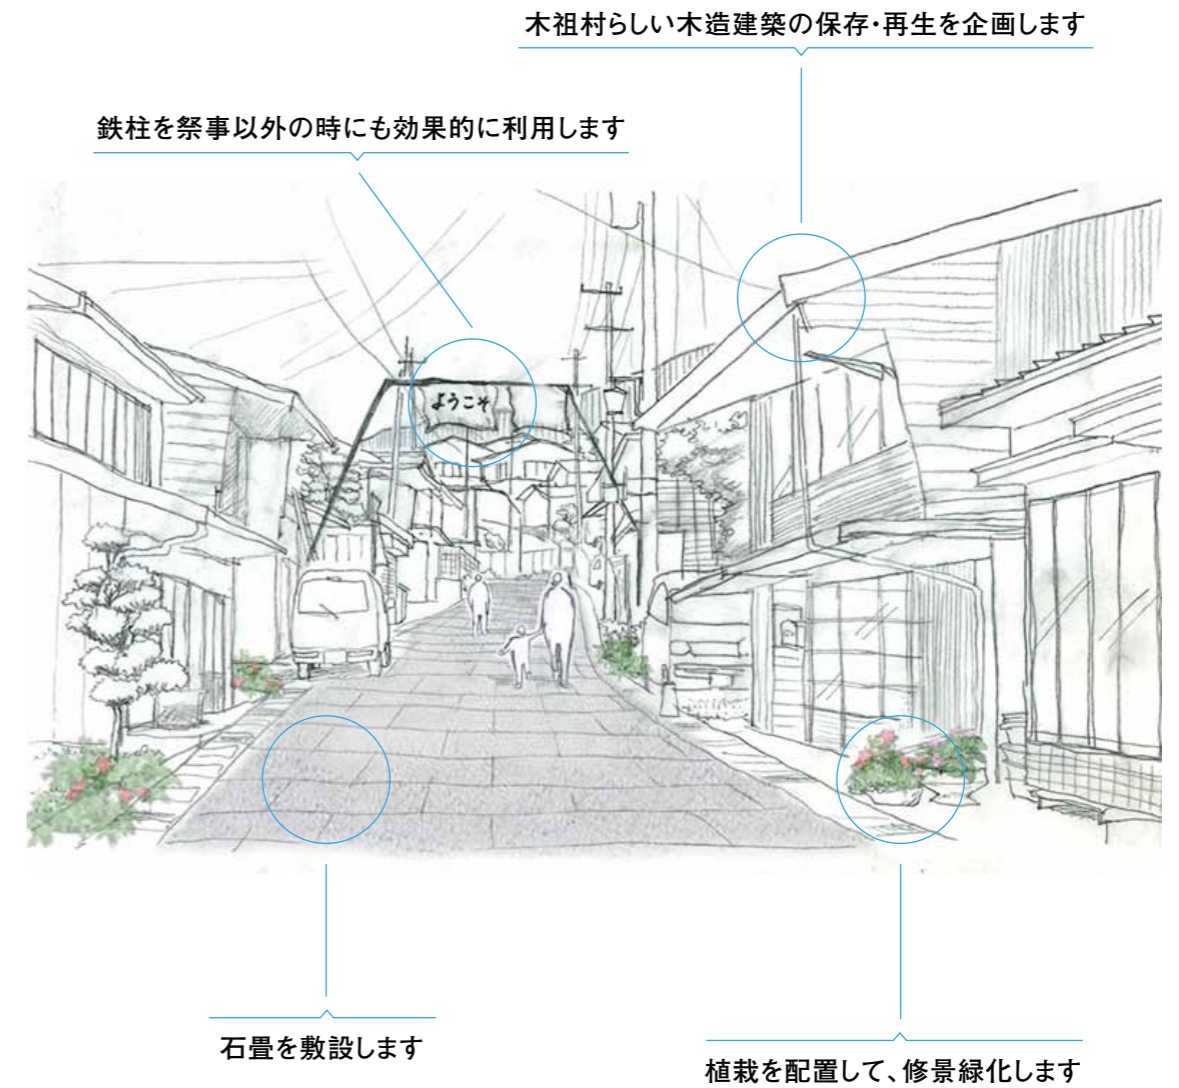 木祖村らしい木造建築の保存・再生を企画します
鉄柱を祭事以外の時にも効果的に利用します
ようこそ
石畳を敷設します
植栽を配置して、修景緑化します